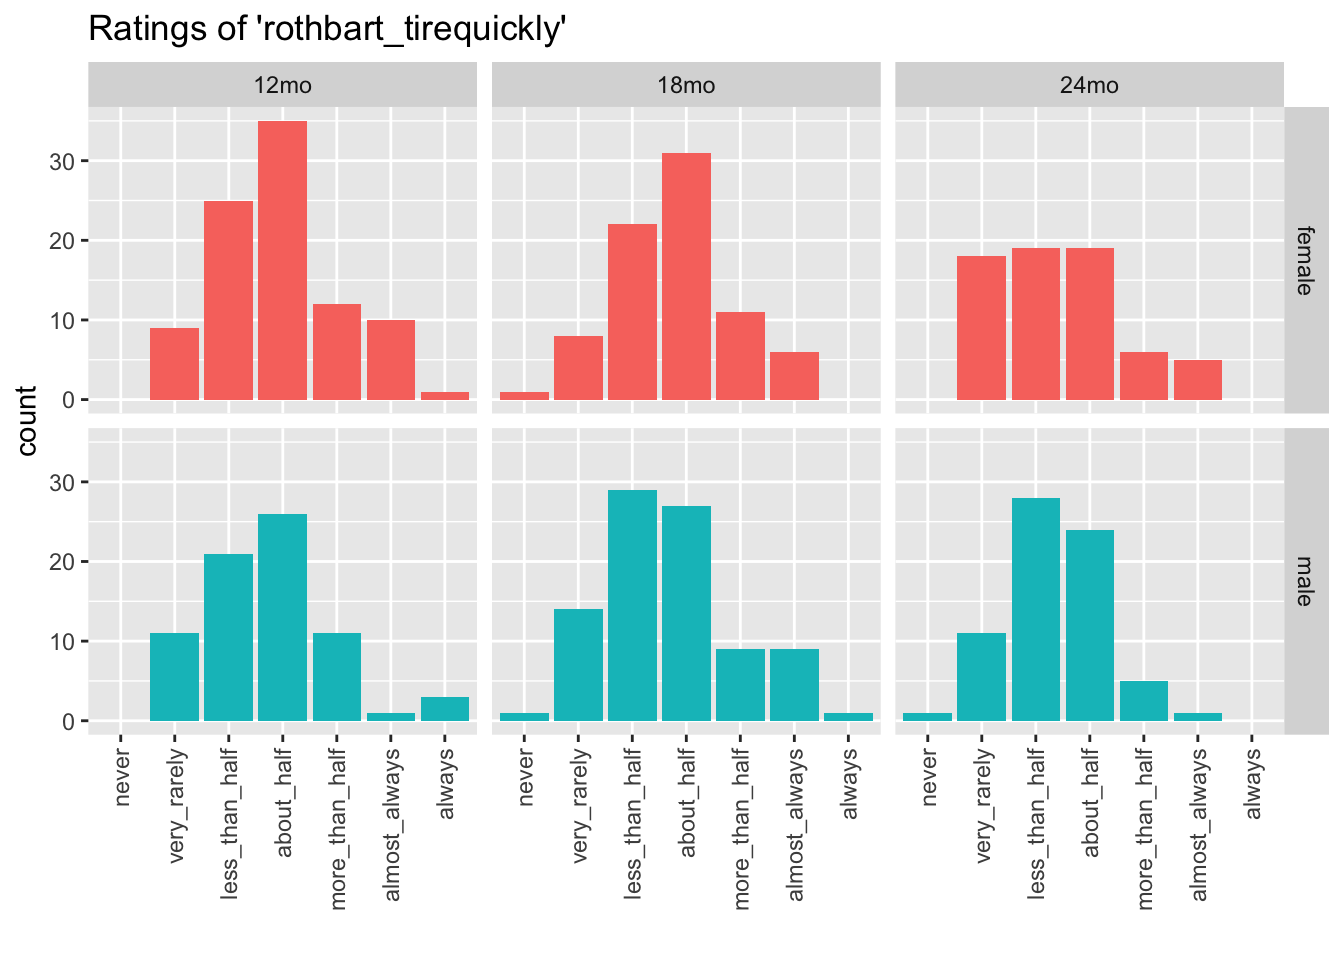 Ratings of 'rothbart_tirequickly'
12mo 18mo 24mo
30
20
10
0
female
count
30
20
10
0
male
never very_rarely less_than_half about_half more_than_half almost_always always never very_rarely less_than_half about_half more_than_half almost_always always never very_rarely less_than_half about_half more_than_half almost_always always